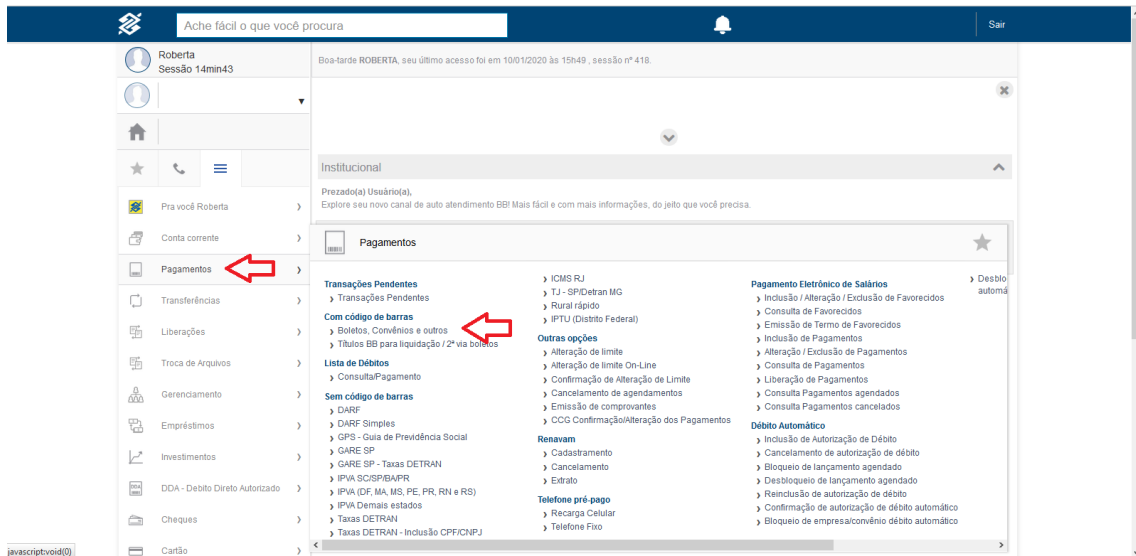 Ache fácil o que você procura
Sair
Roberta
Sessão 14min43
Boa-tarde ROBERTA, seu último acesso foi em 10/01/2020 às 15h49 , sessão nº 418.
Institucional
Prezado(a) Usuário(a),
Explore seu novo canal de auto atendimento BB! Mais fácil e com mais informações, do jeito que você precisa.
Pra você Roberta
Conta corrente
Pagamentos
Transferências
Liberações
Troca de Arquivos
Gerenciamento
Empréstimos
Investimentos
DDA
DDA - Debito Direto Autorizado
Cheques
Cartão
Pagamentos
Transações Pendentes
Transações Pendentes
Com código de barras
Boletos, Convênios e outros
Títulos BB para liquidação / 2ª via boletos
Lista de Débitos
Consulta/Pagamento
Sem código de barras
DARF
DARF Simples
GPS - Guia de Previdência Social
GARE SP
GARE SP - Taxas DETRAN
IPVA SC/SP/BA/PR
IPVA (DF, MA, MS, PE, PR, RN e RS)
IPVA Demais estados
Taxas DETRAN
Taxas DETRAN - Inclusão CPF/CNPJ
ICMS RJ
TJ - SP/Detran MG
Rural rápido
IPTU (Distrito Federal)
Outras opções
Alteração de limite
Alteração de limite On-Line
Confirmação de Alteração de Limite
Cancelamento de agendamentos
Emissão de comprovantes
CCG Confirmação/Alteração dos Pagamentos
Renavam
Cadastramento
Cancelamento
Extrato
Telefone pré-pago
Recarga Celular
Telefone Fixo
Pagamento Eletrônico de Salários
Inclusão / Alteração / Exclusão de Favorecidos
Consulta de Favorecidos
Emissão de Termo de Favorecidos
Inclusão de Pagamentos
Alteração / Exclusão de Pagamentos
Consulta de Pagamentos
Liberação de Pagamentos
Consulta Pagamentos agendados
Consulta Pagamentos cancelados
Débito Automático
Inclusão de Autorização de Débito
Cancelamento de autorização de débito
Bloqueio de lançamento agendado
Desbloqueio de lançamento agendado
Reinclusão de autorização de débito
Confirmação de autorização de débito automático
Bloqueio de empresa/convênio débito automático
Desblo
automá
javascript:void(0)